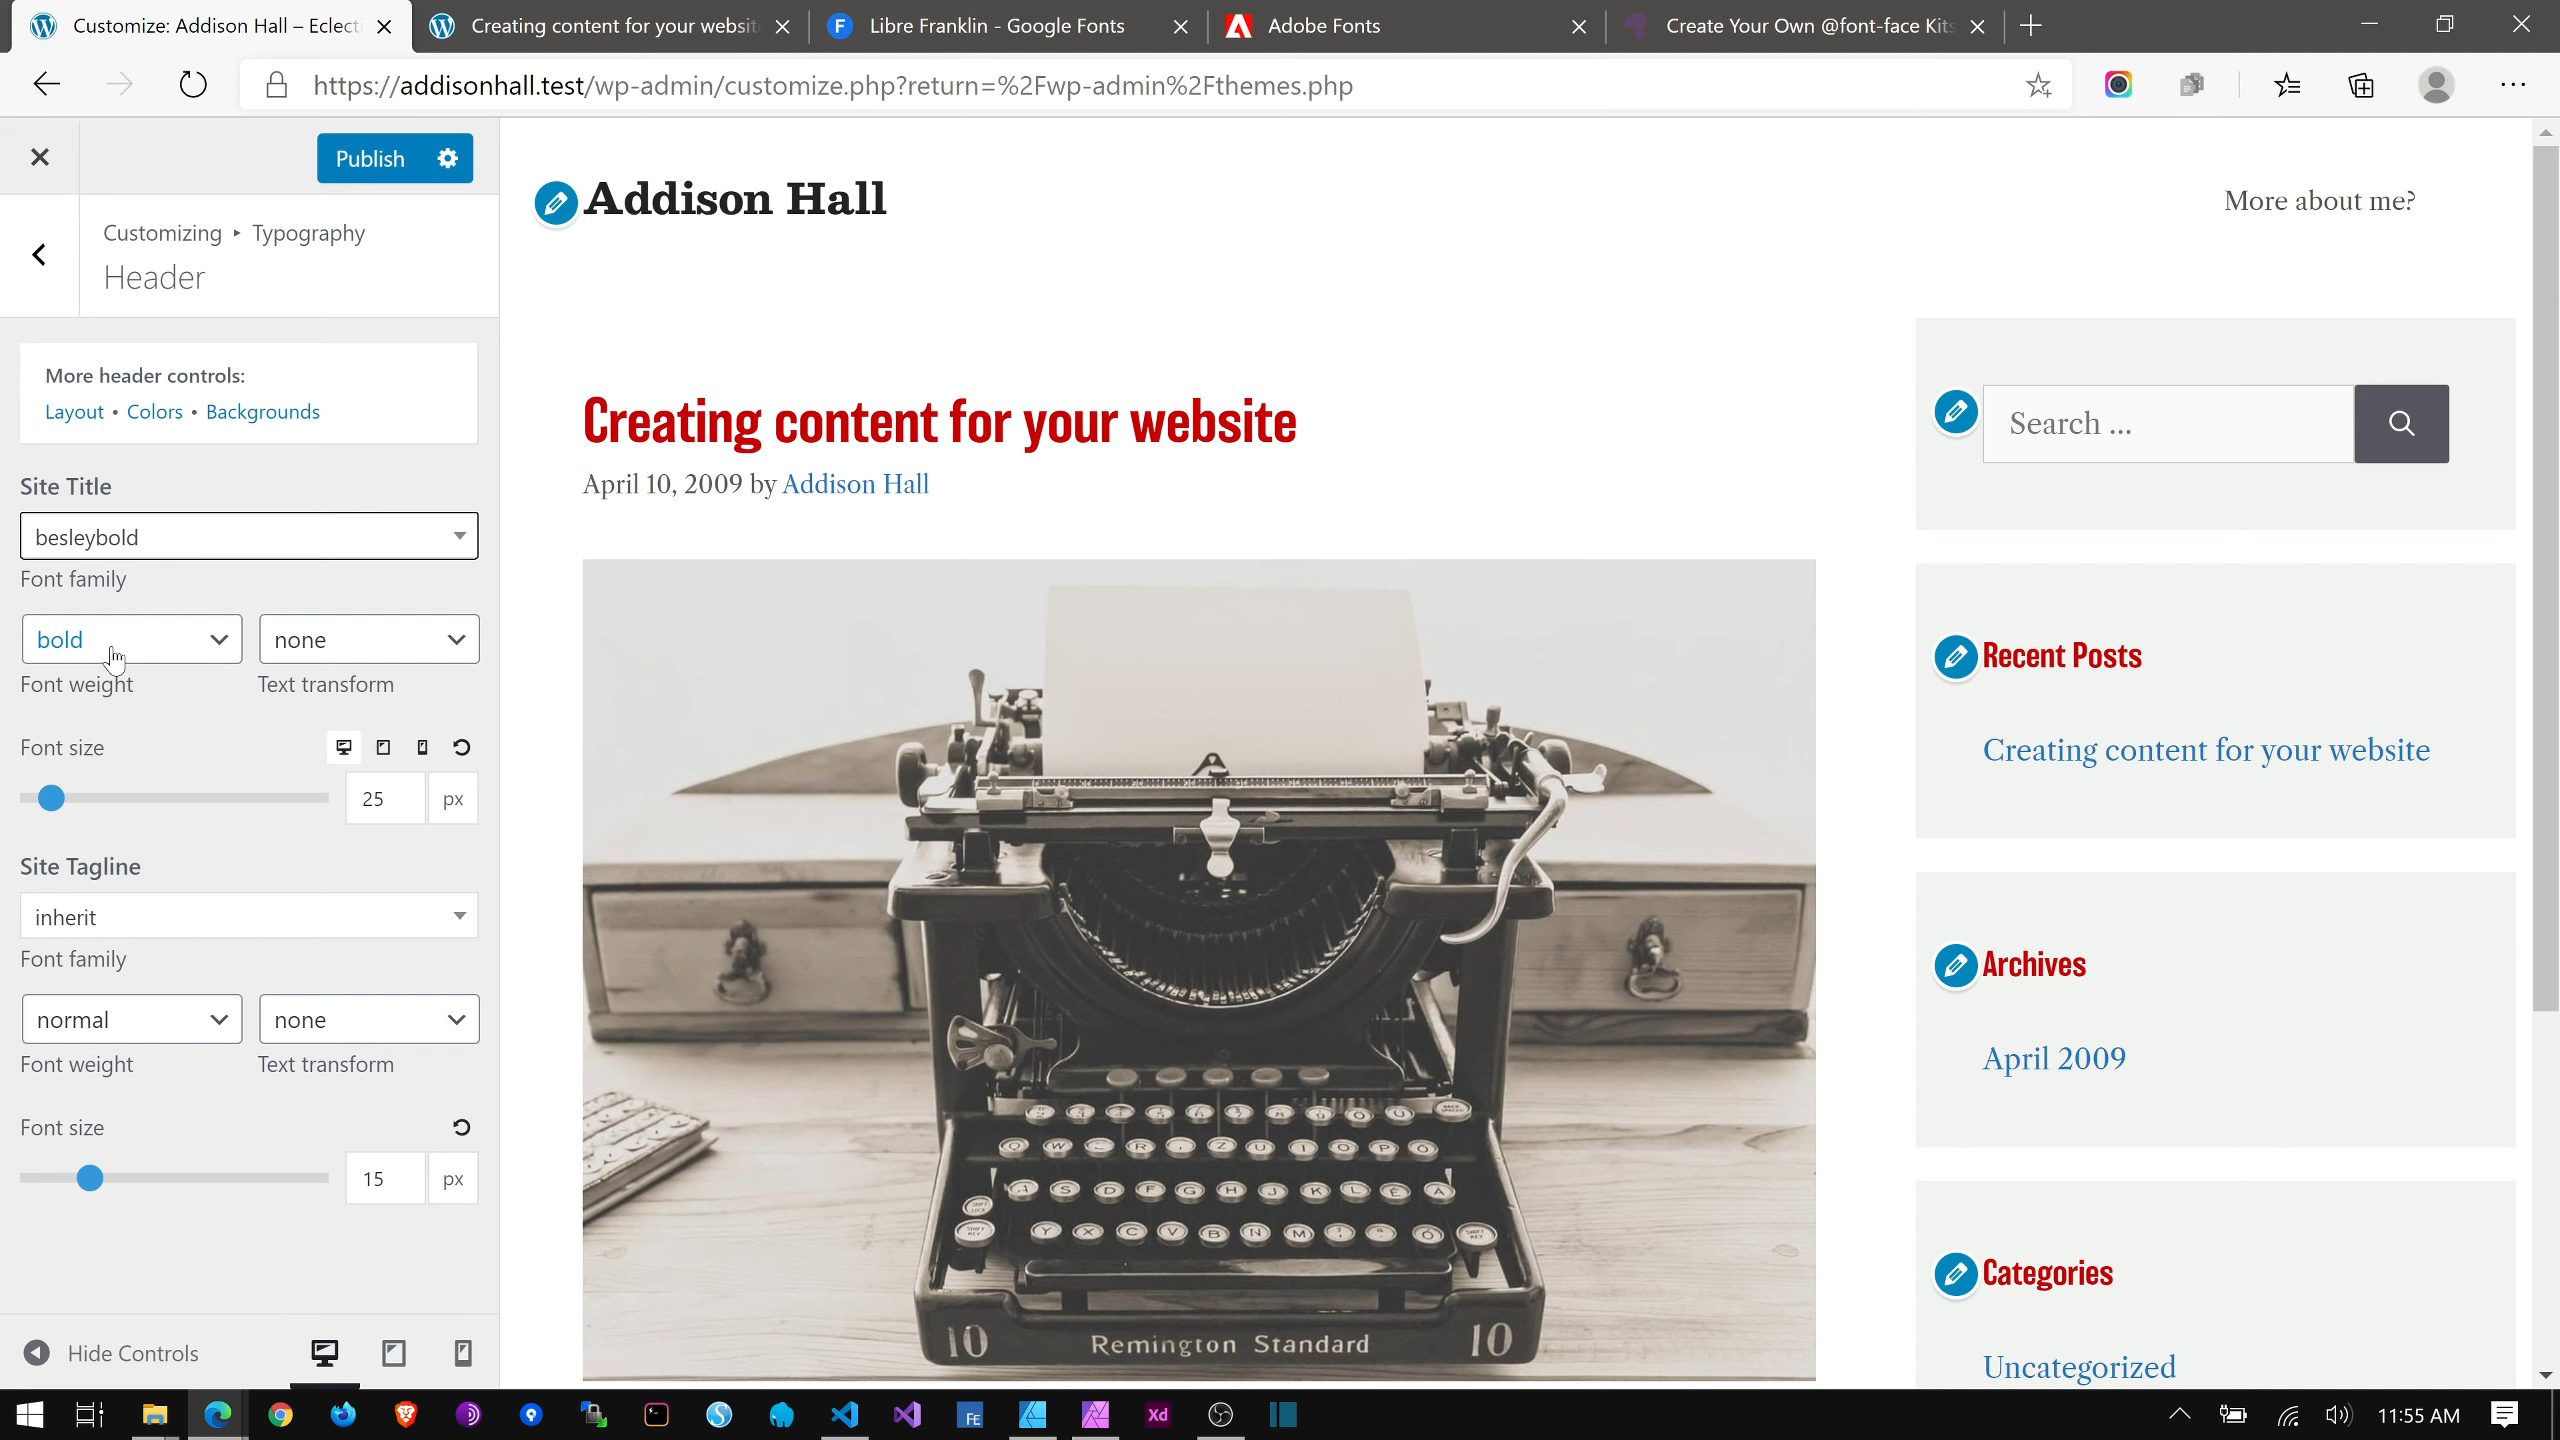 Customize: Addison Hall – Eclect
Creating content for your websit
Libre Franklin - Google Fonts
Adobe Fonts
Create Your Own @font-face Kits
https://addisonhall.test/wp-admin/customize.php?return=%2Fwp-admin%2Fthemes.php
Publish
Customizing ▸ Typography
Header
More header controls:
Layout • Colors • Backgrounds
Site Title
besleybold
Font family
bold
none
Font weight
Text transform
Font size
25
px
Site Tagline
inherit
Font family
normal
none
Font weight
Text transform
Font size
15
px
Hide Controls
Addison Hall
More about me?
Creating content for your website
April 10, 2009 by Addison Hall
10 Remington Standard 10
Search ...
Recent Posts
Creating content for your website
Archives
April 2009
Categories
Uncategorized
FE
Xd
11:55 AM